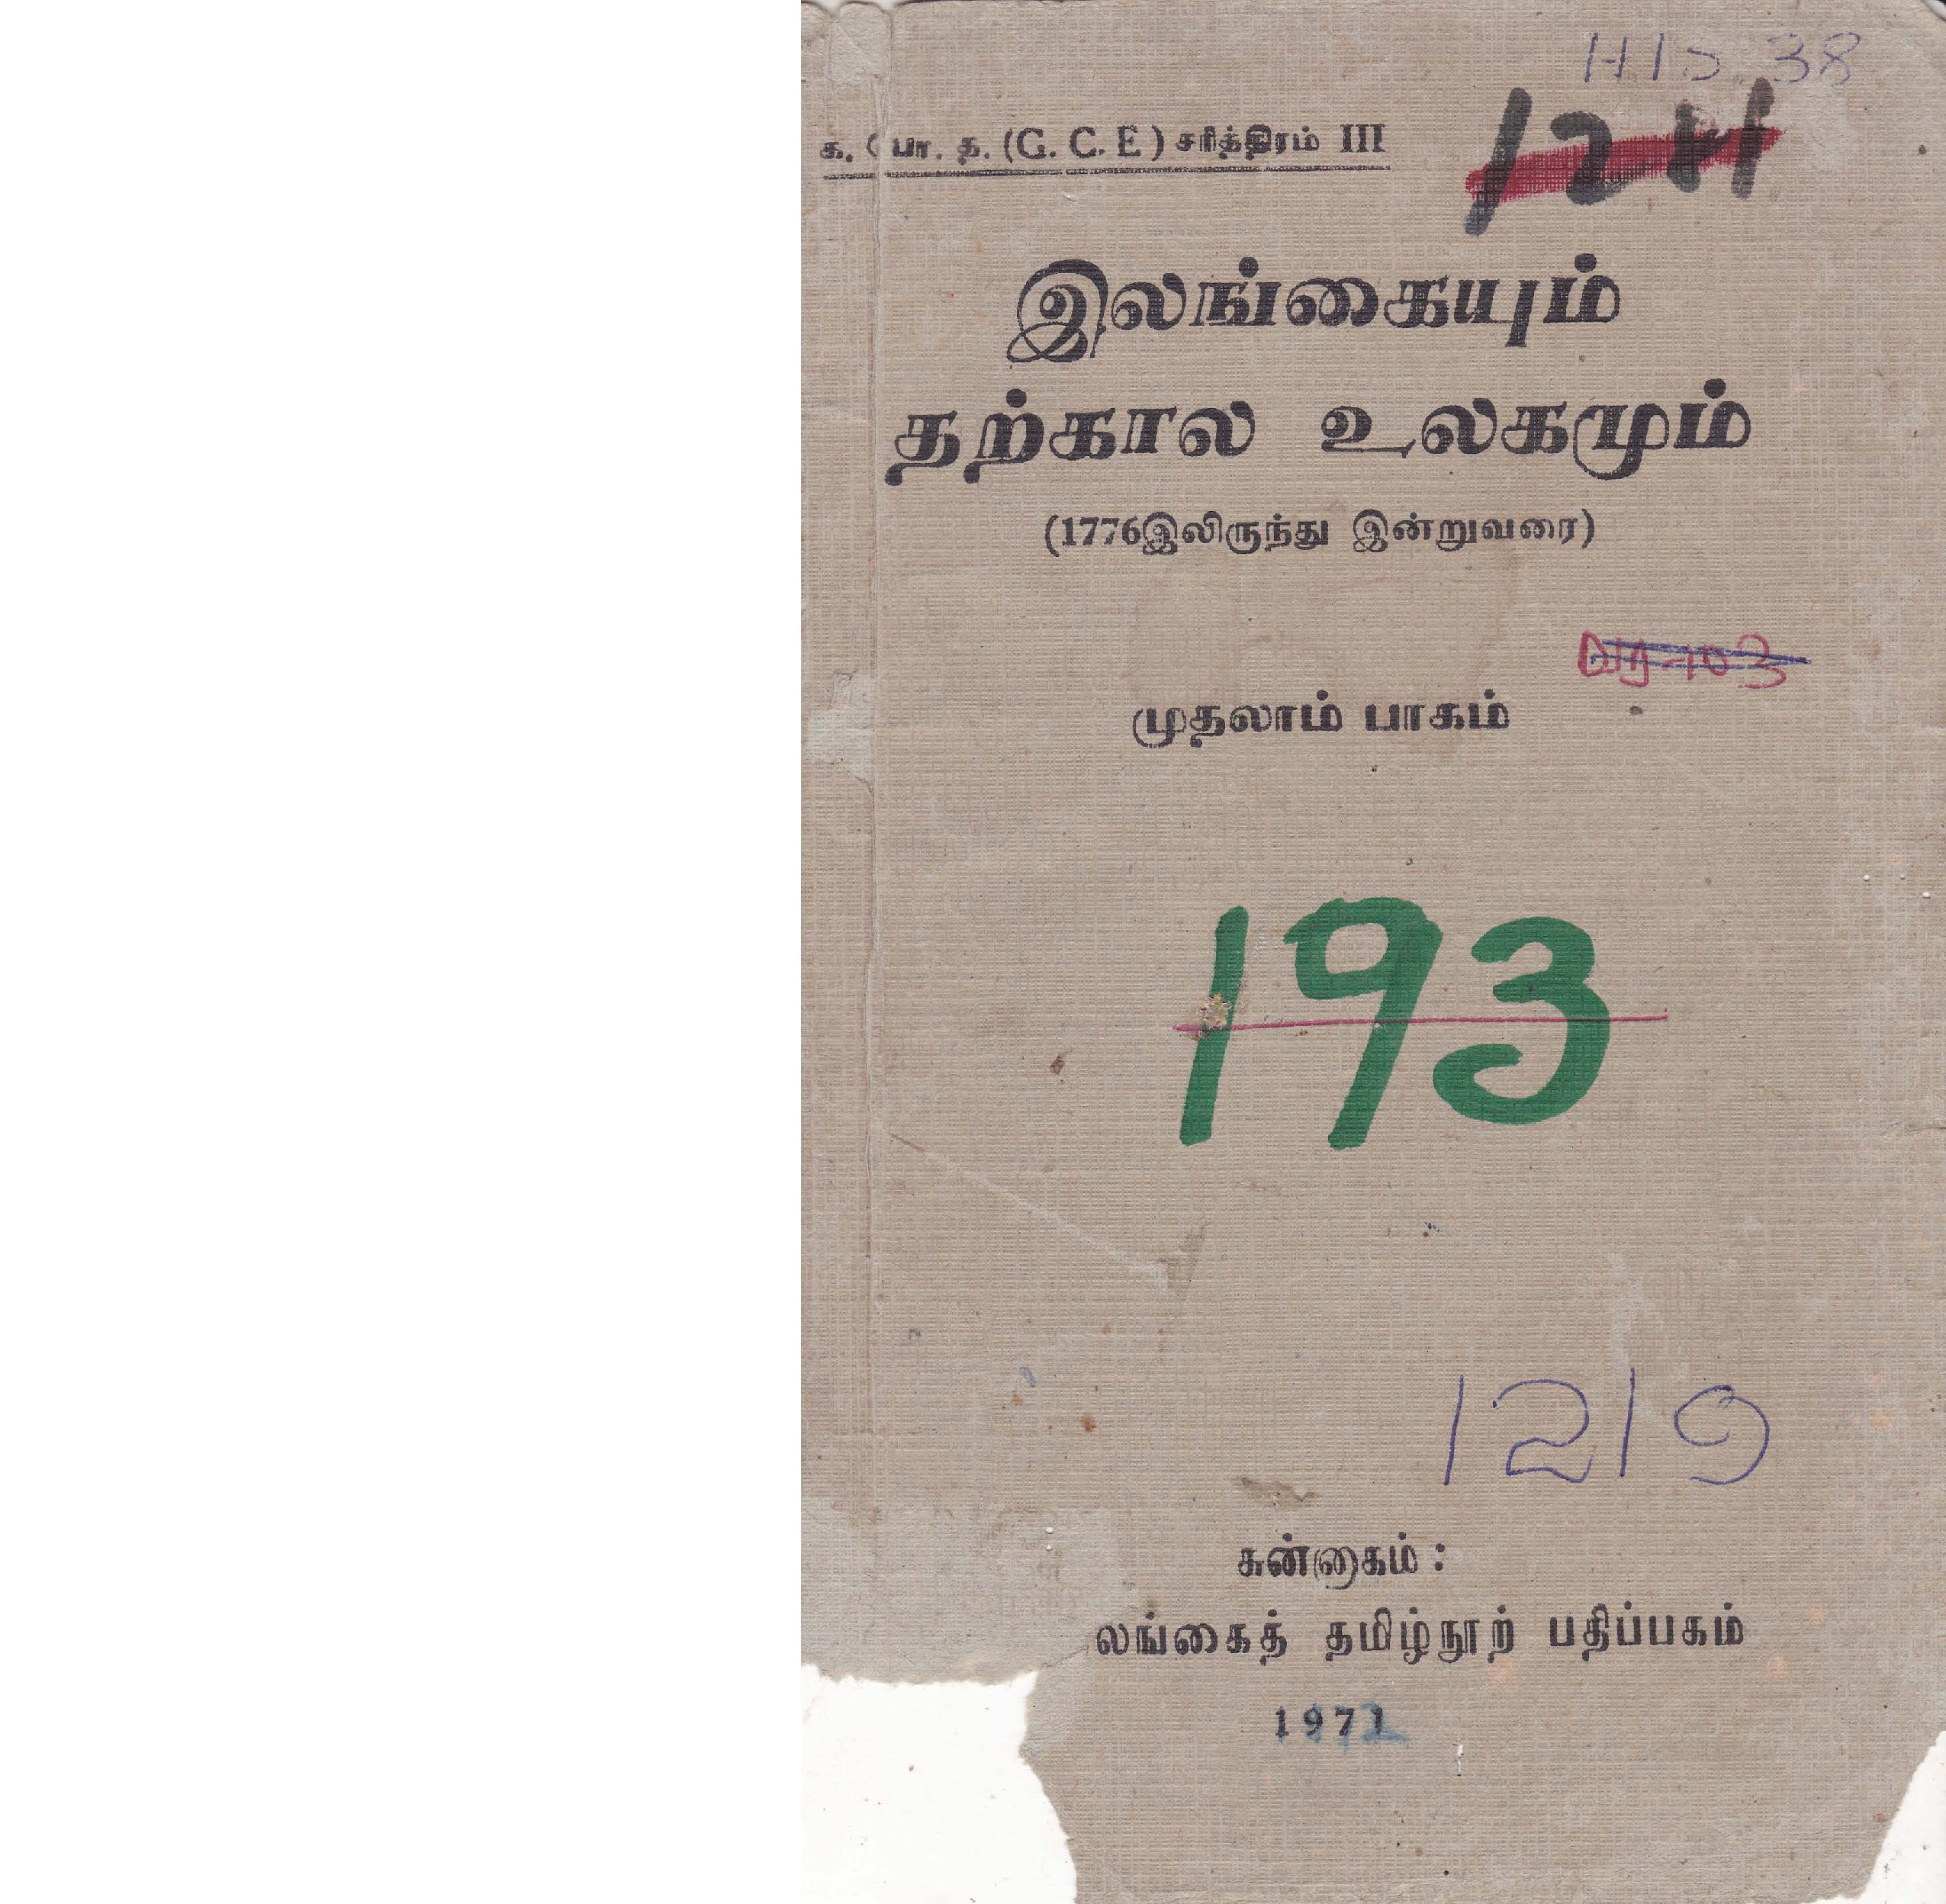 HIS 38
க. பொ. த. (G. C. E) சரித்திரம் III
1211
இலங்கையும்
தற்கால உலகமும்
(1776இலிருந்து இன்றுவரை)
முதலாம் பாகம்
193
1219
சுன்னாகம் :
லங்கைத் தமிழ்நூற் பதிப்பகம்
1971